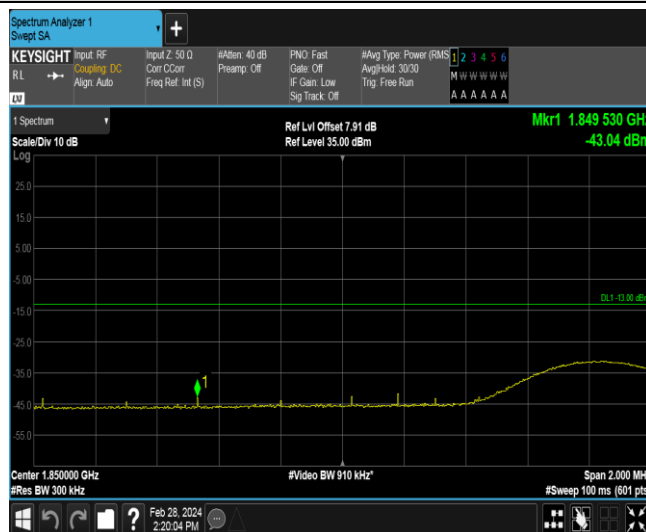 Spectrum Analyzer 1
Swept SA
KEYSIGHT Input: RF Input Z: 50 Ω #Atten: 40 dB PNO: Fast #Avg Type: Power (RMS 1 2 3 4 5 6
RL Coupling: DC Corr CCorr Preamp: Off Gate: Off Avg|Hold: 30/30 M W W W W W
Align: Auto Freq Ref: Int (S) IF Gain: Low Trig: Free Run
Sig Track: Off A A A A A A
LXI
1 Spectrum Ref Lvl Offset 7.91 dB Mkr1 1.849 530 GHz
Scale/Div 10 dB Ref Level 35.00 dBm -43.04 dBm
Log
25.0
15.0
5.00
-5.00
DL1 -13.00 dBm
-15.0
-25.0
-35.0
1
-45.0
-55.0
Center 1.850000 GHz #Video BW 910 kHz* Span 2.000 MH
#Res BW 300 kHz #Sweep 100 ms (601 pts
? Feb 28, 2024
2:20:04 PM